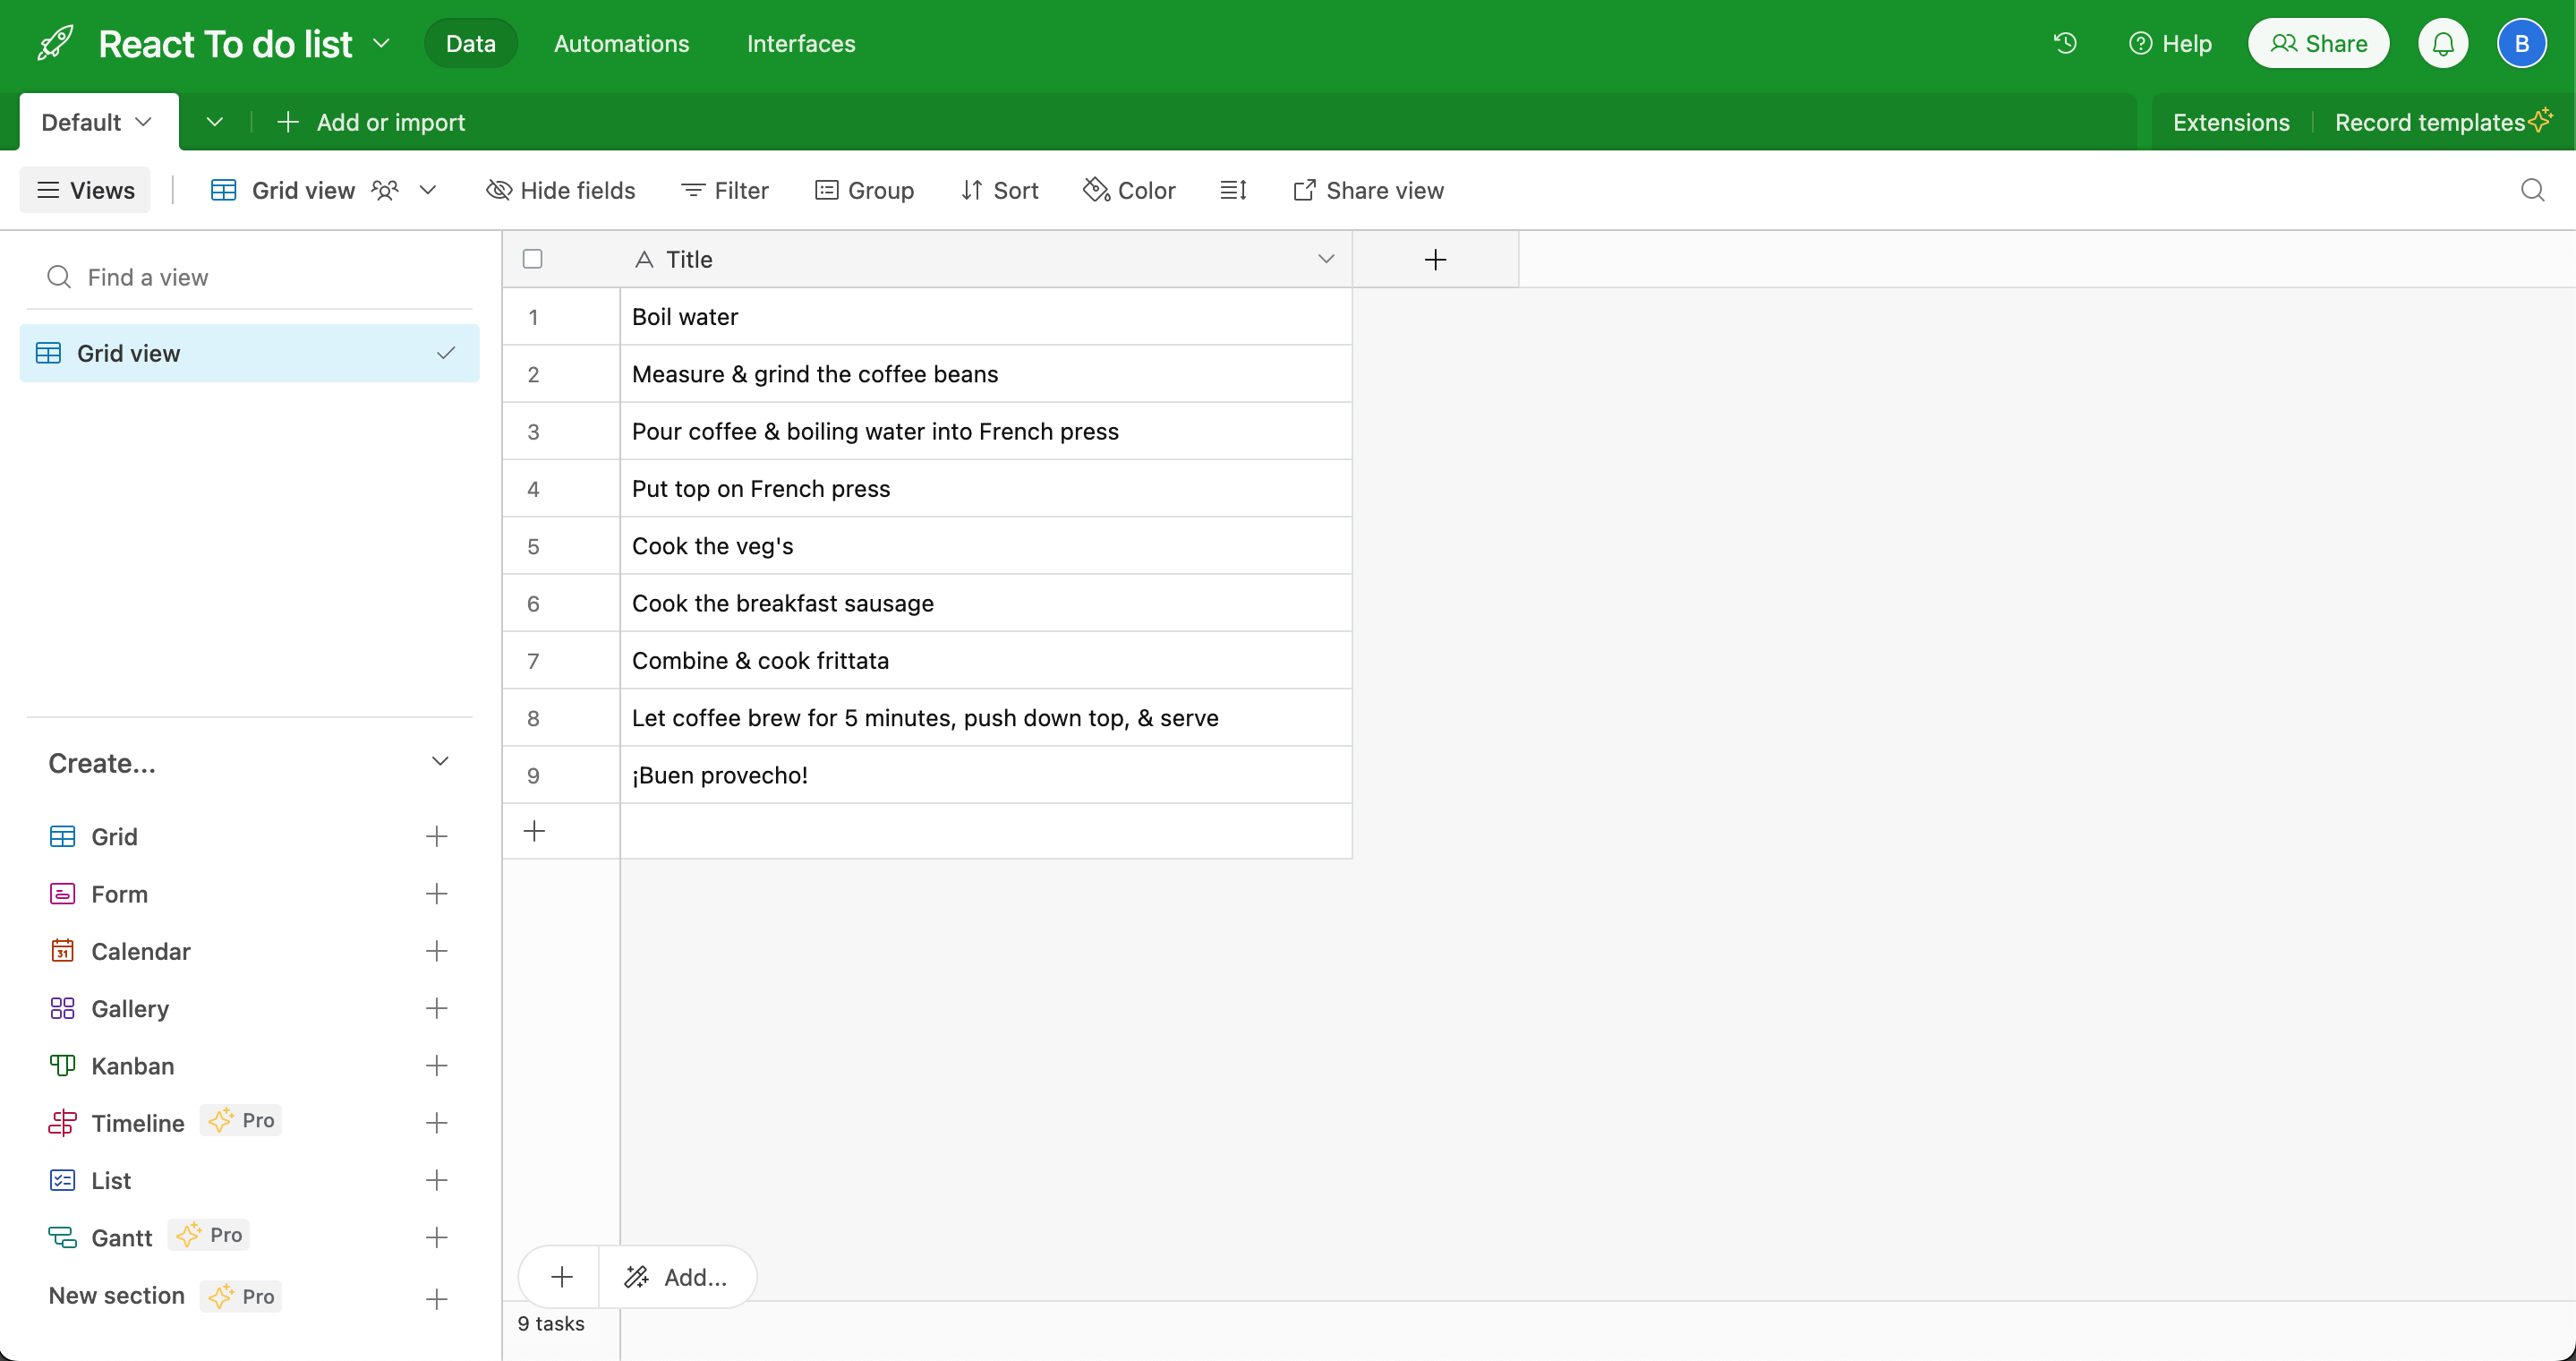 React To do list Data Automations Interfaces Help Share B
Default Add or import Extensions Record templates
Views Grid view Hide fields Filter Group Sort Color Share view
Find a view
Grid view
Title
1 Boil water
2 Measure & grind the coffee beans
3 Pour coffee & boiling water into French press
4 Put top on French press
5 Cook the veg's
6 Cook the breakfast sausage
7 Combine & cook frittata
8 Let coffee brew for 5 minutes, push down top, & serve
9 ¡Buen provecho!
Create...
Grid
Form
31 Calendar
Gallery
Kanban
Timeline Pro
List
Gantt Pro
New section Pro
Add...
9 tasks